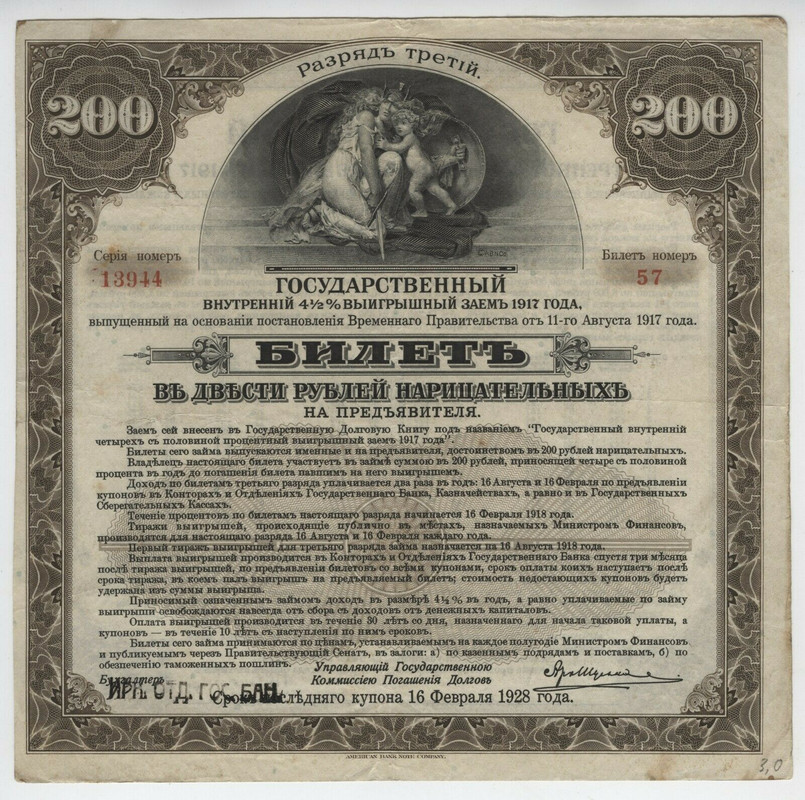 Разрядъ третій.
200
200
Серія номеръ
Билетъ номеръ
13944
57
ГОСУДАРСТВЕННЫЙ
ВНУТРЕННІЙ 4½% ВЫИГРЫШНЫЙ ЗАЕМЪ 1917 ГОДА,
выпущенный на основаніи постановленія Временнаго Правительства отъ 11-го Августа 1917 года.
БИЛЕТЪ
ВЪ ДВѢСТИ РУБЛЕЙ НАРИЦАТЕЛЬНЫХЪ
НА ПРЕДЪЯВИТЕЛЯ.
Заемъ сей внесенъ въ Государственную Долговую Книгу подъ названіемъ "Государственный внутренній
четырехъ съ половиной процентный выигрышный заемъ 1917 года".
Билеты сего займа выпускаются именные и на предъявителя, достоинствомъ въ 200 рублей нарицательныхъ.
Владѣлецъ настоящаго билета участвуетъ въ займѣ суммою въ 200 рублей, приносящей четыре съ половиной
процента въ годъ до погашенія билета павшимъ на него выигрышемъ.
Доходъ по билетамъ третьяго разряда уплачивается два раза въ годъ: 16 Августа и 16 Февраля по предъявленіи
купоновъ въ Конторахъ и Отдѣленіяхъ Государственнаго Банка, Казначействахъ, а равно и въ Государственныхъ
Сберегательныхъ Кассахъ.
Теченіе процентовъ по билетамъ настоящаго разряда начинается 16 Февраля 1918 года.
Тиражи выигрышей, происходящіе публично въ мѣстахъ, назначаемыхъ Министромъ Финансовъ,
производятся для настоящаго разряда 16 Августа и 16 Февраля каждаго года.
Первый тиражъ выигрышей для третьяго разряда займа назначается на 16 Августа 1918 года.
Выплата выигрышей производится въ Конторахъ и Отдѣленіяхъ Государственнаго Банка спустя три мѣсяца
послѣ тиража выигрышей, по предъявленіи билетовъ со всѣми купонами, срокъ оплаты коихъ наступаетъ послѣ
срока тиража, въ коемъ палъ выигрышъ на предъявляемый билетъ; стоимость недостающихъ купоновъ будетъ
удержана изъ суммы выигрыша.
Приносимый означеннымъ займомъ доходъ въ размѣрѣ 4½% въ годъ, а равно уплачиваемые по займу
выигрыши освобождаются навсегда отъ сбора съ доходовъ отъ денежныхъ капиталовъ.
Оплата выигрышей производится въ теченіе 30 лѣтъ со дня, назначеннаго для начала таковой уплаты, а
купоновъ — въ теченіе 10 лѣтъ съ наступленія по нимъ сроковъ.
Билеты сего займа принимаются по цѣнамъ, устанавливаемымъ на каждое полугодіе Министромъ Финансовъ
и публикуемымъ черезъ Правительствующій Сенатъ, въ залоги: а) по казеннымъ подрядамъ и поставкамъ, б) по
обезпеченію таможенныхъ пошлинъ.
Управляющій Государственною
Коммиссіею Погашенія Долговъ
Бухгалтеръ
ИРК. ОТД. ГОС. БАН.
Срокъ послѣдняго купона 16 Февраля 1928 года.
AMERICAN BANK NOTE COMPANY.
3,0